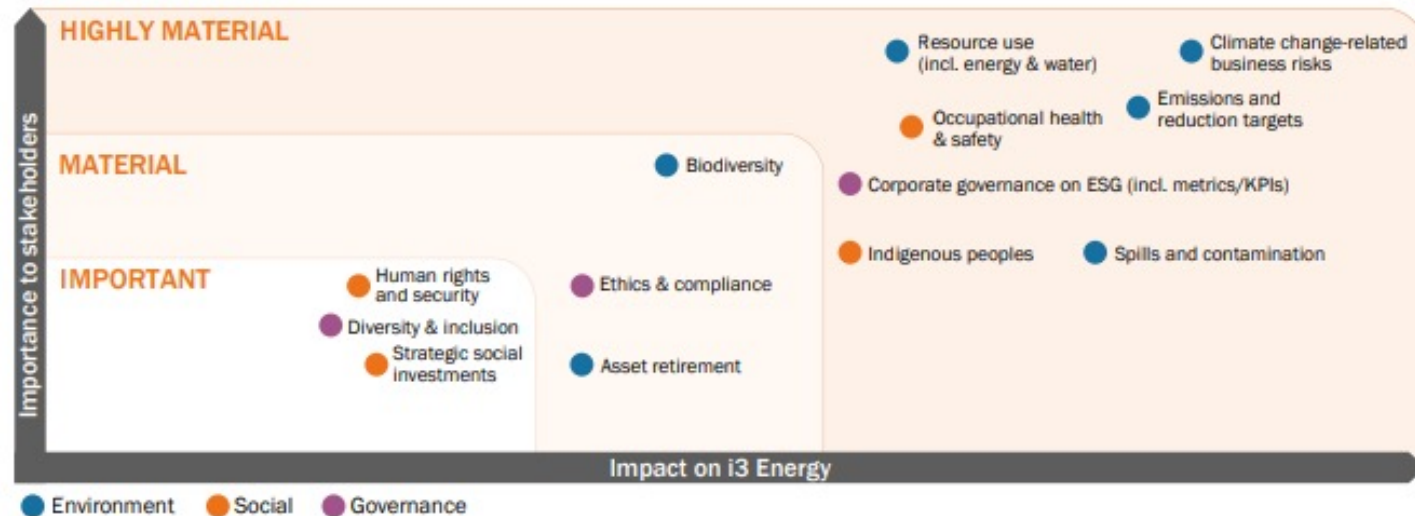 HIGHLY MATERIAL
Resource use
(incl. energy & water)
Climate change-related
business risks
Emissions and
reduction targets
Occupational health
& safety
MATERIAL
Biodiversity
Corporate governance on ESG (incl. metrics/KPIs)
Indigenous peoples
Spills and contamination
IMPORTANT
Human rights
and security
Ethics & compliance
Diversity & inclusion
Strategic social
investments
Asset retirement
Importance to stakeholders
Impact on i3 Energy
Environment
Social
Governance